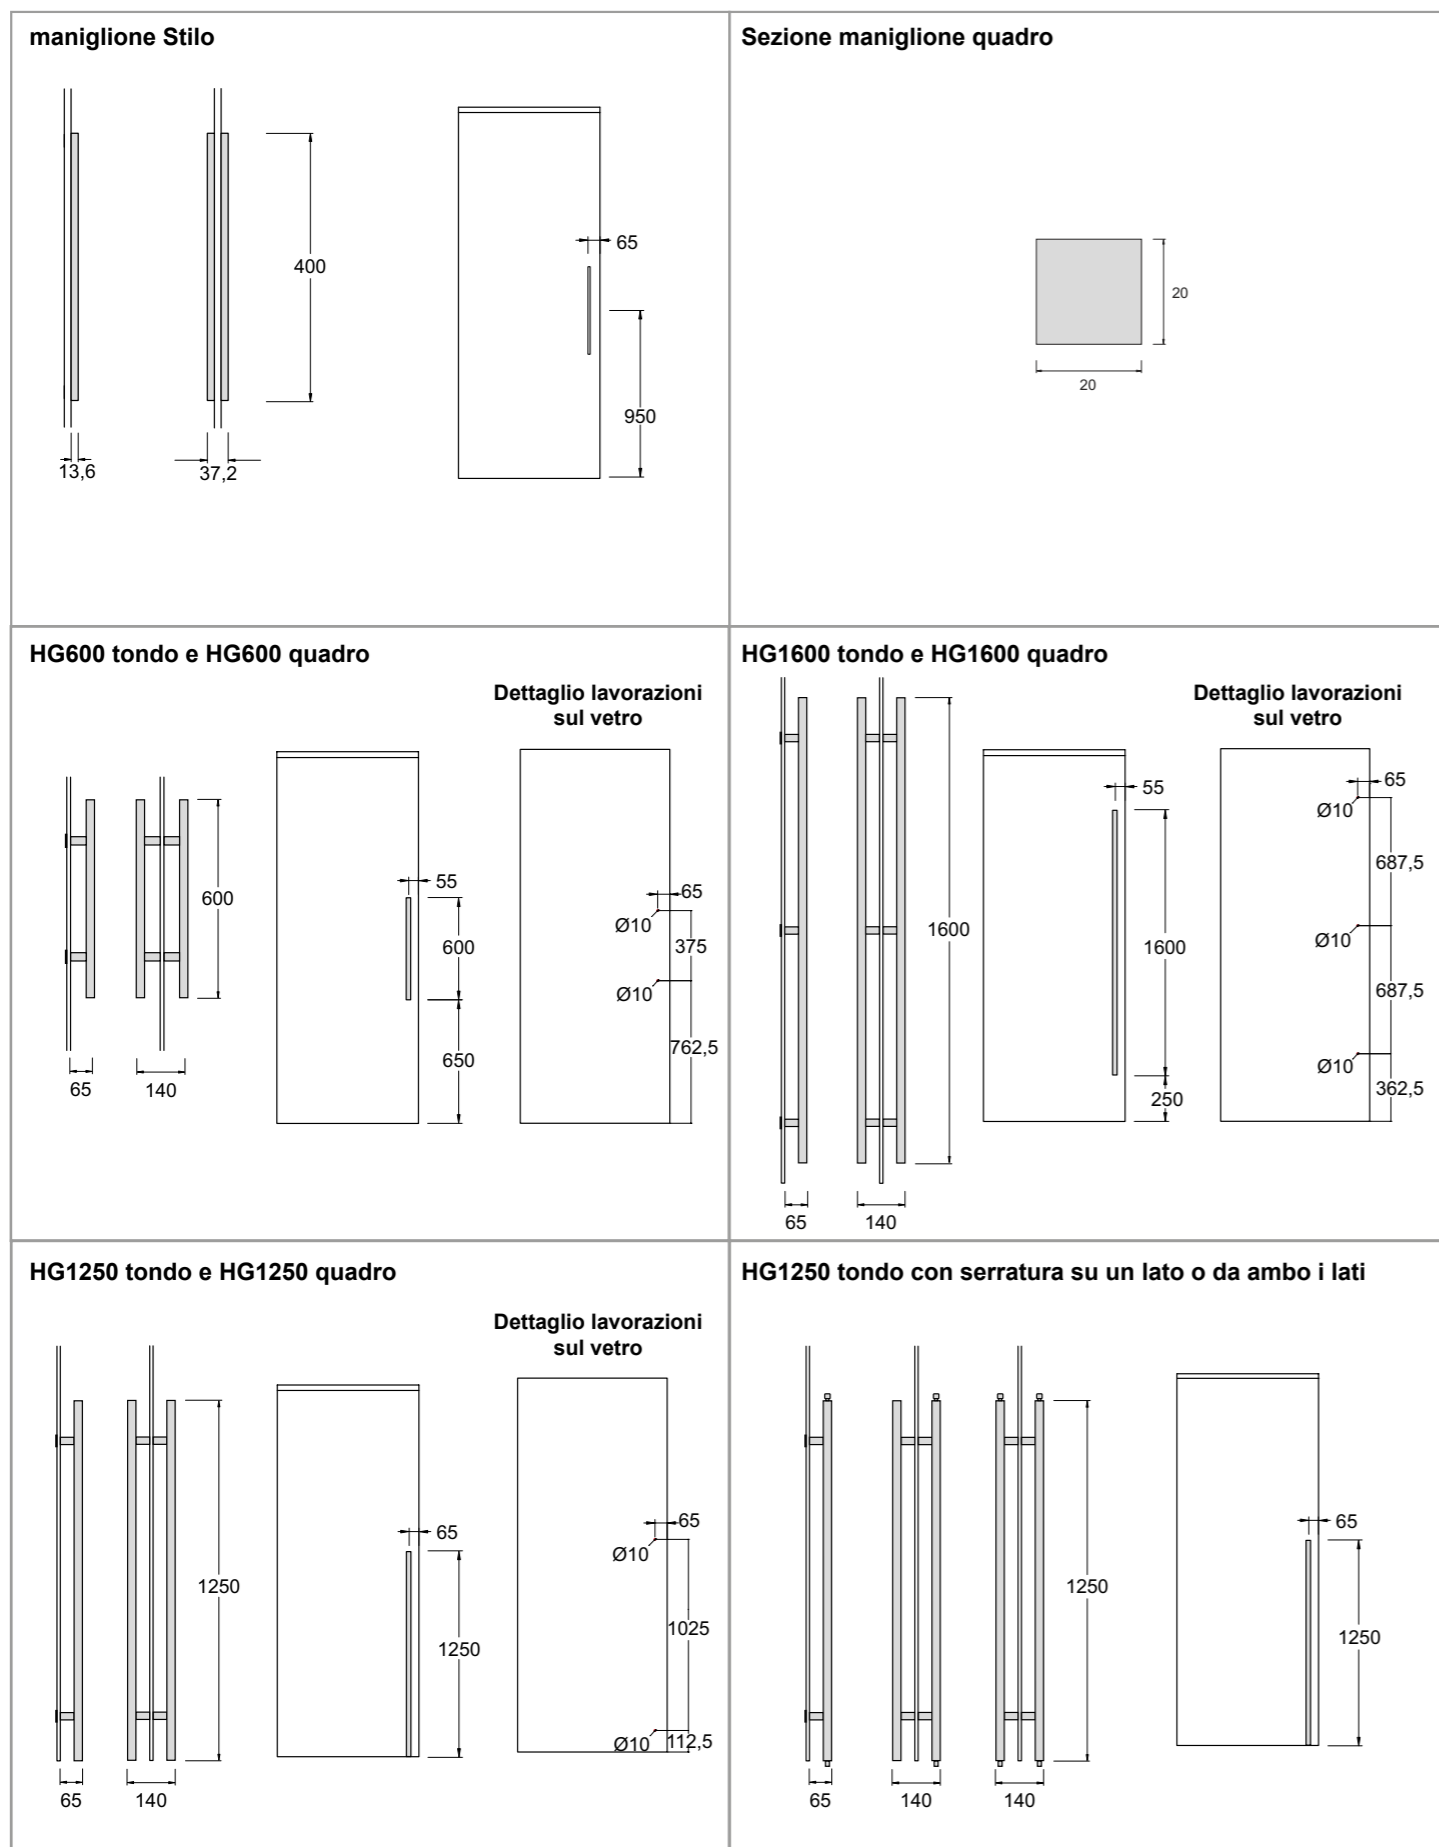 maniglione Stilo
400
65
950
13,6
37,2
Sezione maniglione quadro
20
20
HG600 tondo e HG600 quadro
Dettaglio lavorazioni
sul vetro
600
55
600
650
65
Ø10
375
Ø10
762,5
65
140
HG1600 tondo e HG1600 quadro
Dettaglio lavorazioni
sul vetro
1600
55
1600
250
65
Ø10
687,5
Ø10
687,5
Ø10
362,5
65
140
HG1250 tondo e HG1250 quadro
Dettaglio lavorazioni
sul vetro
1250
65
1250
65
Ø10
1025
Ø10
112,5
65
140
HG1250 tondo con serratura su un lato o da ambo i lati
1250
65
1250
65
140
140